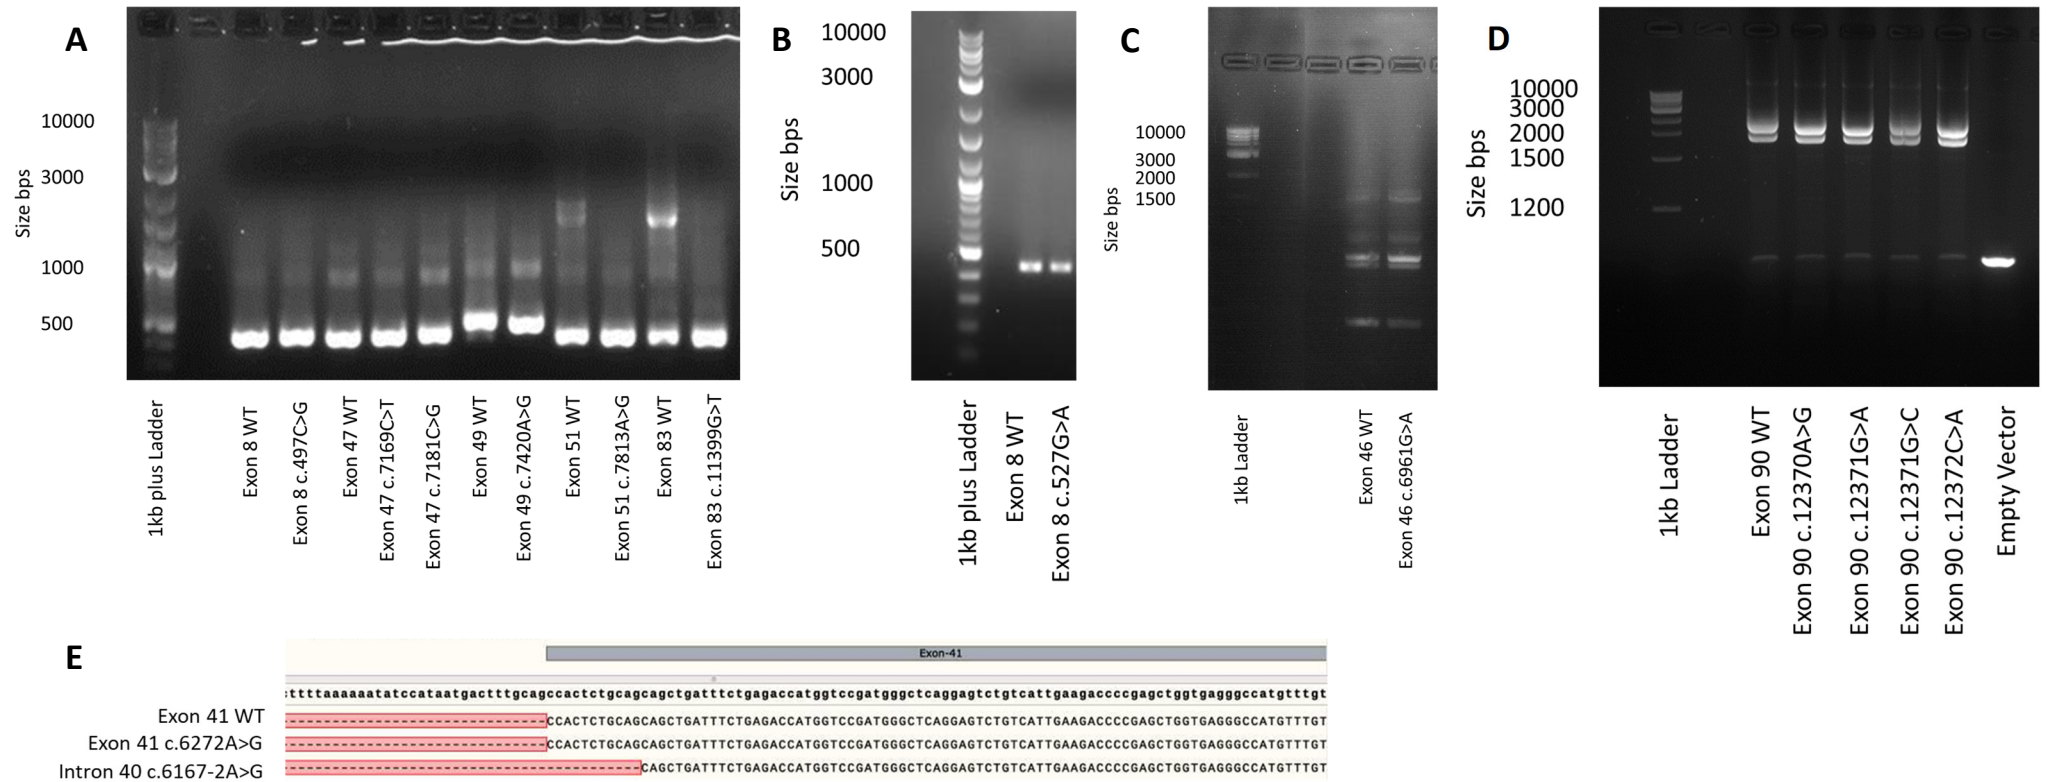 A
Size bps
10000
3000
1000
500
1kb plus Ladder
Exon 8 WT
Exon 8 c.497C>G
Exon 47 WT
Exon 47 c.7169C>T
Exon 47 c.7181C>G
Exon 49 WT
Exon 49 c.7420A>G
Exon 51 WT
Exon 51 c.7813A>G
Exon 83 WT
Exon 83 c.11399G>T
B
Size bps
10000
3000
1000
500
1kb plus Ladder
Exon 8 WT
Exon 8 c.527G>A
C
Size bps
10000
3000
2000
1500
1kb Ladder
Exon 46 WT
Exon 46 c.6961G>A
D
Size bps
10000
3000
2000
1500
1200
1kb Ladder
Exon 90 WT
Exon 90 c.12370A>G
Exon 90 c.12371G>A
Exon 90 c.12371G>C
Exon 90 c.12372C>A
Empty Vector
E
Exon-41
ttttaaaaaatatccataatgactttgcagccactctgcagcagctgatttctgagaccatggtccgatgggctcaggagtctgtcattgaagaccccgagctggtgagggccatgtttgt
Exon 41 WT ------------------------------CCACTCTGCAGCAGCTGATTTCTGAGACCATGGTCCGATGGGCTCAGGAGTCTGTCATTGAAGACCCCGAGCTGGTGAGGGCCATGTTTGT
Exon 41 c.6272A>G ------------------------------CCACTCTGCAGCAGCTGATTTCTGAGACCATGGTCCGATGGGCTCAGGAGTCTGTCATTGAAGACCCCGAGCTGGTGAGGGCCATGTTTGT
Intron 40 c.6167-2A>G -----------------------------------------CAGCTGATTTCTGAGACCATGGTCCGATGGGCTCAGGAGTCTGTCATTGAAGACCCCGAGCTGGTGAGGGCCATGTTTGT